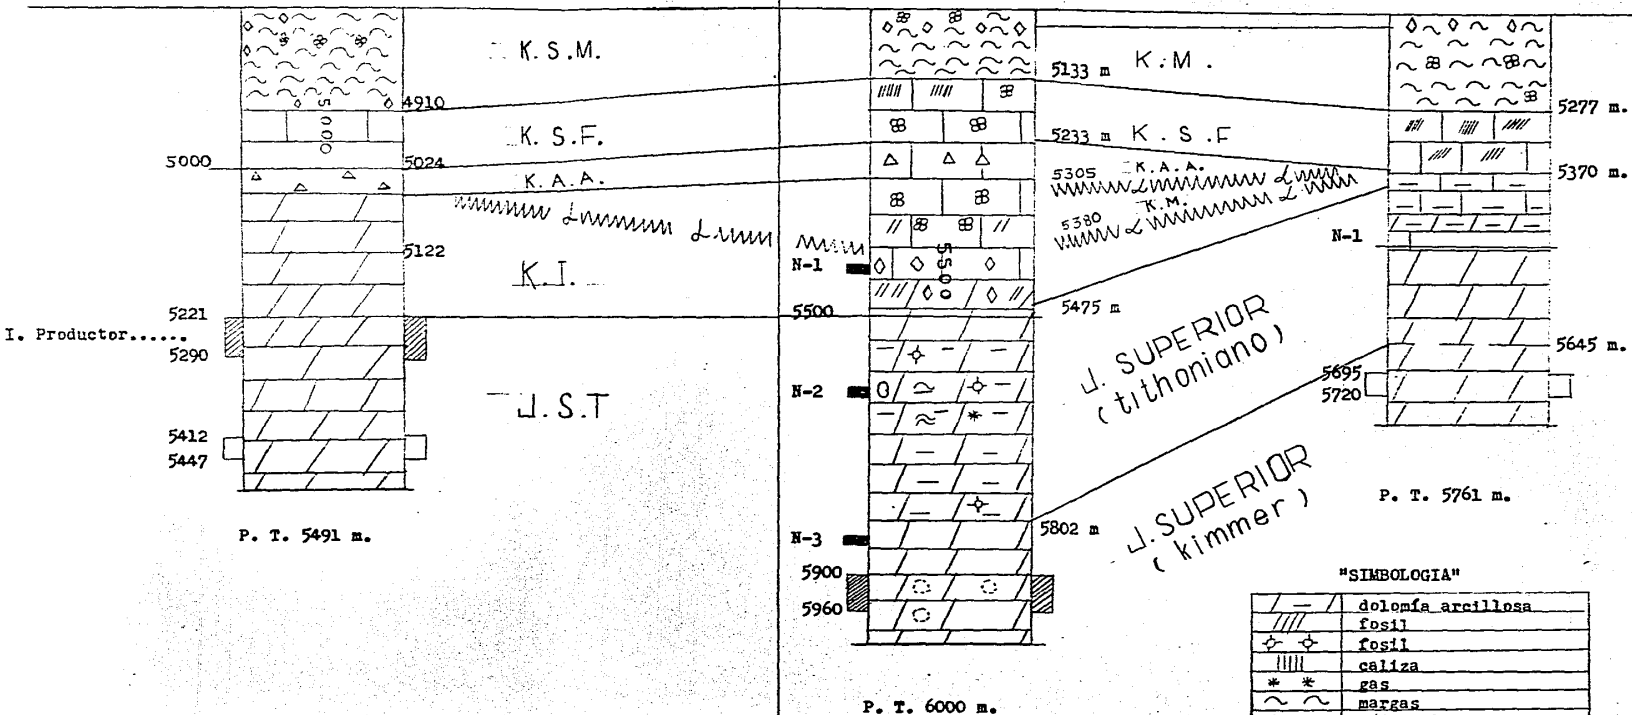 K.S.M.
4910
5000
K.S.F.
5000
5024
K.A.A.
5122
K.I.
5221
I. Productor......
5290
J.S.T
5412
5447
P. T. 5491 m.
5133 m
K.M.
5233 m
K.S.F
5305
K.A.A.
5380
K.M.
N-1
5500
5500
5475 m
N-2
J. SUPERIOR
(tithoniano)
N-3
5802 m
J. SUPERIOR
(kimmer)
5900
5960
P. T. 6000 m.
5277 m.
5370 m.
N-1
5645 m.
5695
5720
P. T. 5761 m.
"SIMBOLOGIA"
dolomía arcillosa
fosil
fosil
caliza
gas
margas